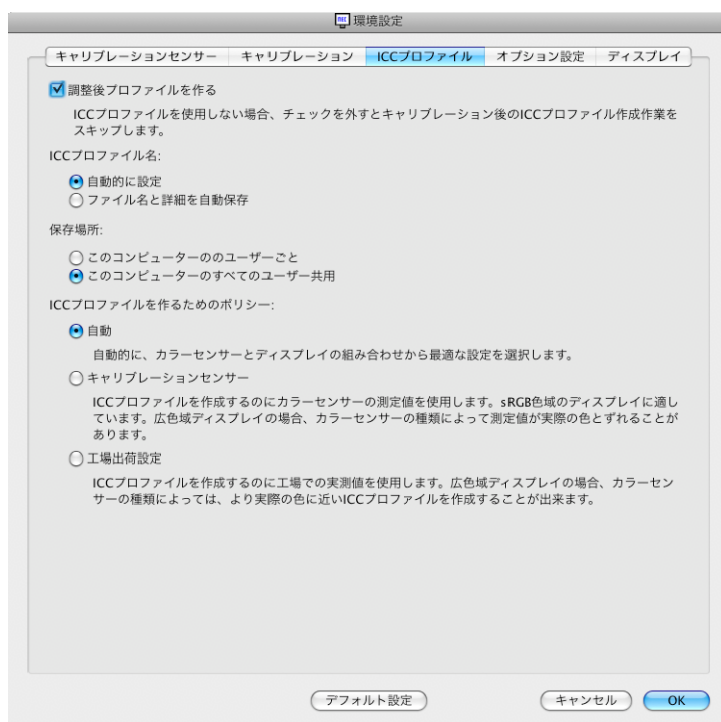 NEC 環境設定
キャリブレーションセンサー キャリブレーション ICCプロファイル オプション設定 ディスプレイ
調整後プロファイルを作る
ICCプロファイルを使用しない場合、チェックを外すとキャリブレーション後のICCプロファイル作成作業を
スキップします。
ICCプロファイル名:
自動的に設定
ファイル名と詳細を自動保存
保存場所:
このコンピューターののユーザーごと
このコンピューターのすべてのユーザー共用
ICCプロファイルを作るためのポリシー:
自動
自動的に、カラーセンサーとディスプレイの組み合わせから最適な設定を選択します。
キャリブレーションセンサー
ICCプロファイルを作成するのにカラーセンサーの測定値を使用します。sRGB色域のディスプレイに適し
ています。広色域ディスプレイの場合、カラーセンサーの種類によって測定値が実際の色とずれることが
あります。
工場出荷設定
ICCプロファイルを作成するのに工場での実測値を使用します。広色域ディスプレイの場合、カラーセン
サーの種類によっては、より実際の色に近いICCプロファイルを作成することが出来ます。
デフォルト設定 キャンセル OK